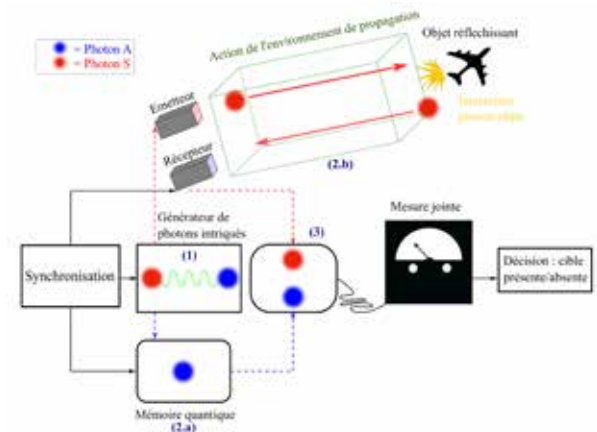 = Photon A
= Photon S
Action de l'environnement de propagation
Objet réflechissant
Emetteur
Récepteur
(2.b)
Générateur de
photons intriqués
(1)
(3)
Mesure jointe
Synchronisation
Décision : cible
présente/absente
Mémoire quantique
(2.a)